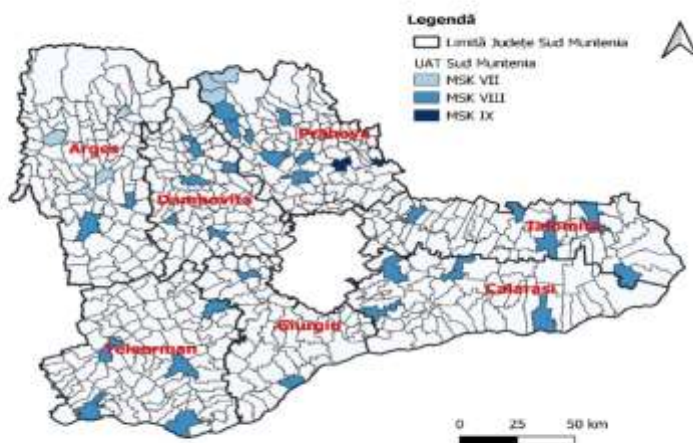 Legendă
Limită Județe Sud Muntenia
UAT Sud Muntenia
MSK VII
MSK VIII
MSK IX
Prahova
Argeș
Dambovita
Ialomita
Calarasi
Giurgiu
Teleorman
0 25 50 km